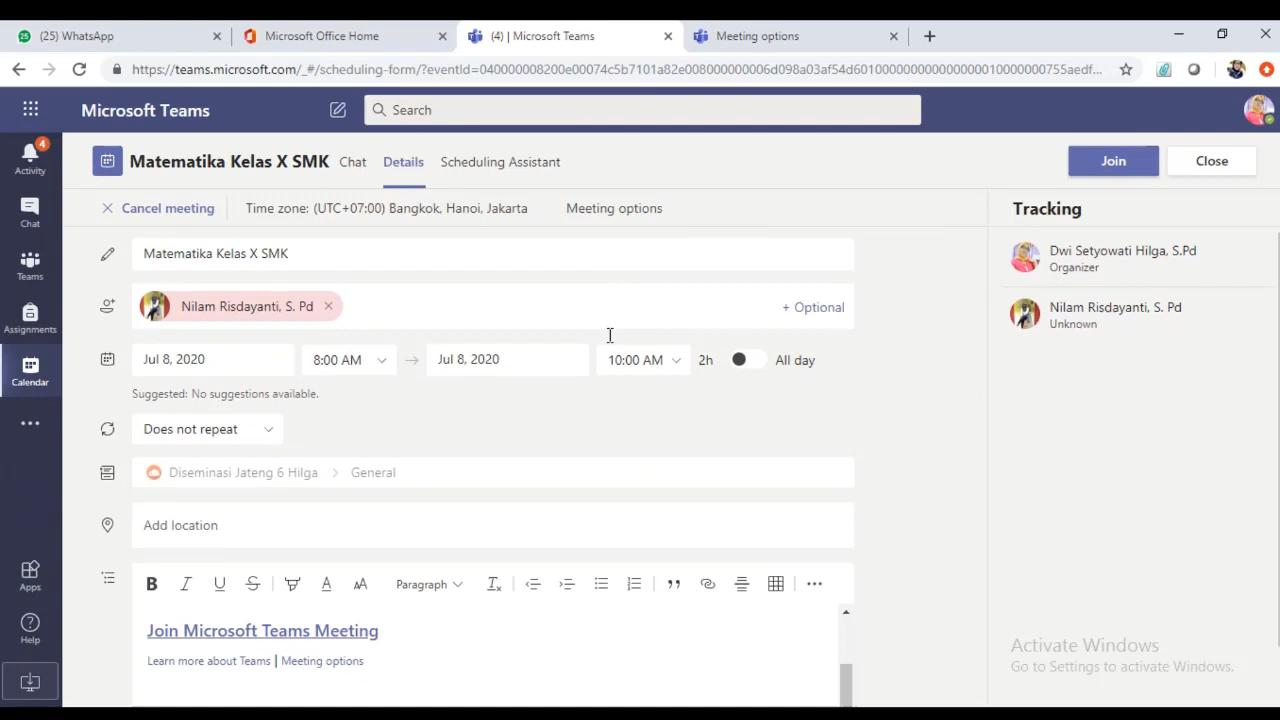 (25) WhatsApp
Microsoft Office Home
(4) | Microsoft Teams
Meeting options
https://teams.microsoft.com/_#/scheduling-form/?eventId=040000008200e00074c5b7101a82e008000000006d098a03af54d6010000000000000000010000000755aedf...
Microsoft Teams
Search
4
Activity
Chat
Teams
Assignments
Calendar
Apps
Help
Matematika Kelas X SMK
Chat
Details
Scheduling Assistant
Join
Close
Cancel meeting
Time zone: (UTC+07:00) Bangkok, Hanoi, Jakarta
Meeting options
Matematika Kelas X SMK
Nilam Risdayanti, S. Pd
+ Optional
Jul 8, 2020
8:00 AM
Jul 8, 2020
10:00 AM
2h
All day
Suggested: No suggestions available.
Does not repeat
Diseminasi Jateng 6 Hilga > General
Add location
B I U S A AA Paragraph
Join Microsoft Teams Meeting
Learn more about Teams | Meeting options
Tracking
Dwi Setyowati Hilga, S.Pd
Organizer
Nilam Risdayanti, S. Pd
Unknown
Activate Windows
Go to Settings to activate Windows.